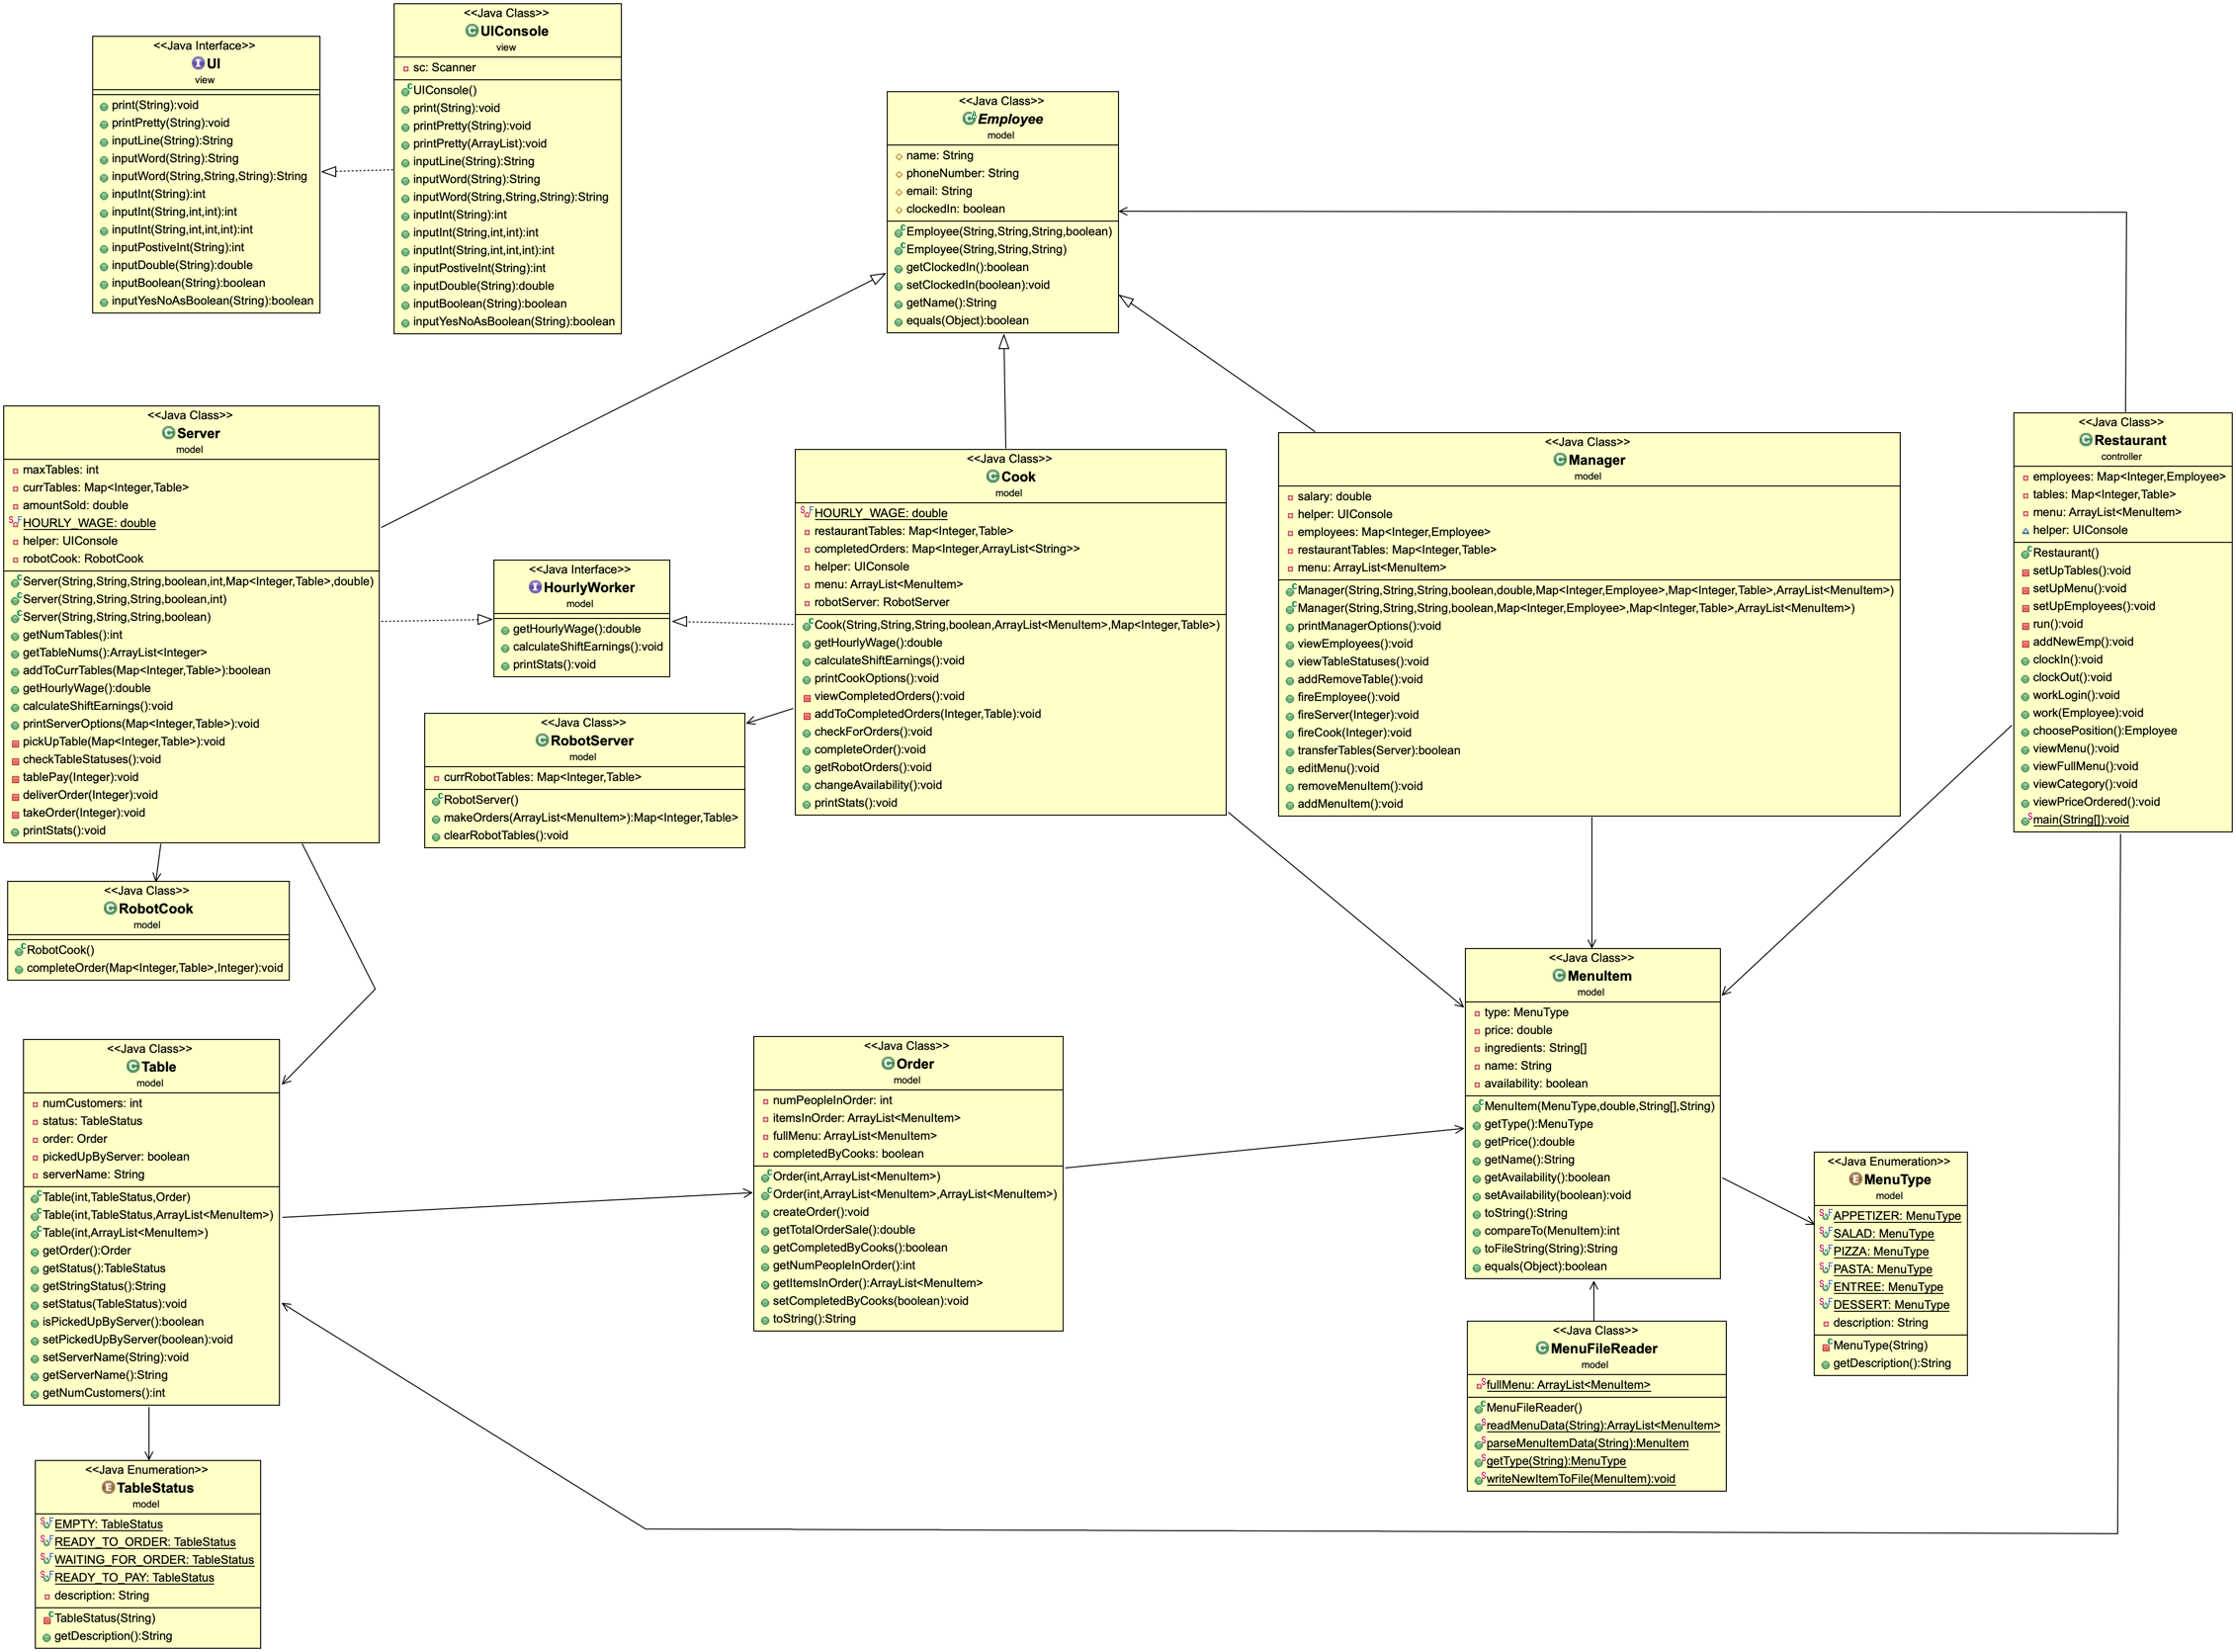 <<Java Interface>>
UI
view
print(String):void
printPretty(String):void
inputLine(String):String
inputWord(String):String
inputWord(String,String,String):String
inputInt(String):int
inputInt(String,int,int):int
inputInt(String,int,int,int):int
inputPostiveInt(String):int
inputDouble(String):double
inputBoolean(String):boolean
inputYesNoAsBoolean(String):boolean
<<Java Class>>
UIConsole
view
sc: Scanner
UIConsole()
print(String):void
printPretty(String):void
printPretty(ArrayList):void
inputLine(String):String
inputWord(String):String
inputWord(String,String,String):String
inputInt(String):int
inputInt(String,int,int):int
inputInt(String,int,int,int):int
inputPostiveInt(String):int
inputDouble(String):double
inputBoolean(String):boolean
inputYesNoAsBoolean(String):boolean
<<Java Class>>
Employee
model
name: String
phoneNumber: String
email: String
clockedIn: boolean
Employee(String,String,String,boolean)
Employee(String,String,String)
getClockedIn():boolean
setClockedIn(boolean):void
getName():String
equals(Object):boolean
<<Java Class>>
Server
model
maxTables: int
currTables: Map<Integer,Table>
amountSold: double
HOURLY_WAGE: double
helper: UIConsole
robotCook: RobotCook
Server(String,String,String,boolean,int,Map<Integer,Table>,double)
Server(String,String,String,boolean,int)
Server(String,String,String,boolean)
getNumTables():int
getTableNums():ArrayList<Integer>
addToCurrTables(Map<Integer,Table>):boolean
getHourlyWage():double
calculateShiftEarnings():void
printServerOptions(Map<Integer,Table>):void
pickUpTable(Map<Integer,Table>):void
checkTableStatuses():void
tablePay(Integer):void
deliverOrder(Integer):void
takeOrder(Integer):void
printStats():void
<<Java Interface>>
HourlyWorker
model
getHourlyWage():double
calculateShiftEarnings():void
printStats():void
<<Java Class>>
Cook
model
HOURLY_WAGE: double
restaurantTables: Map<Integer,Table>
completedOrders: Map<Integer,ArrayList<String>>
helper: UIConsole
menu: ArrayList<MenuItem>
robotServer: RobotServer
Cook(String,String,String,boolean,ArrayList<MenuItem>,Map<Integer,Table>)
getHourlyWage():double
calculateShiftEarnings():void
printCookOptions():void
viewCompletedOrders():void
addToCompletedOrders(Integer,Table):void
checkForOrders():void
completeOrder():void
getRobotOrders():void
changeAvailability():void
printStats():void
<<Java Class>>
Manager
model
salary: double
helper: UIConsole
employees: Map<Integer,Employee>
restaurantTables: Map<Integer,Table>
menu: ArrayList<MenuItem>
Manager(String,String,String,boolean,double,Map<Integer,Employee>,Map<Integer,Table>,ArrayList<MenuItem>)
Manager(String,String,String,boolean,Map<Integer,Employee>,Map<Integer,Table>,ArrayList<MenuItem>)
printManagerOptions():void
viewEmployees():void
viewTableStatuses():void
addRemoveTable():void
fireEmployee():void
fireServer(Integer):void
fireCook(Integer):void
transferTables(Server):boolean
editMenu():void
removeMenuItem():void
addMenuItem():void
<<Java Class>>
Restaurant
controller
employees: Map<Integer,Employee>
tables: Map<Integer,Table>
menu: ArrayList<MenuItem>
helper: UIConsole
Restaurant()
setUpTables():void
setUpMenu():void
setUpEmployees():void
run():void
addNewEmp():void
clockIn():void
clockOut():void
workLogin():void
work(Employee):void
choosePosition():Employee
viewMenu():void
viewFullMenu():void
viewCategory():void
viewPriceOrdered():void
main(String[]):void
<<Java Class>>
RobotServer
model
currRobotTables: Map<Integer,Table>
RobotServer()
makeOrders(ArrayList<MenuItem>):Map<Integer,Table>
clearRobotTables():void
<<Java Class>>
RobotCook
model
RobotCook()
completeOrder(Map<Integer,Table>,Integer):void
<<Java Class>>
Table
model
numCustomers: int
status: TableStatus
order: Order
pickedUpByServer: boolean
serverName: String
Table(int,TableStatus,Order)
Table(int,TableStatus,ArrayList<MenuItem>)
Table(int,ArrayList<MenuItem>)
getOrder():Order
getStatus():TableStatus
getStringStatus():String
setStatus(TableStatus):void
isPickedUpByServer():boolean
setPickedUpByServer(boolean):void
setServerName(String):void
getServerName():String
getNumCustomers():int
<<Java Class>>
Order
model
numPeopleInOrder: int
itemsInOrder: ArrayList<MenuItem>
fullMenu: ArrayList<MenuItem>
completedByCooks: boolean
Order(int,ArrayList<MenuItem>)
Order(int,ArrayList<MenuItem>,ArrayList<MenuItem>)
createOrder():void
getTotalOrderSale():double
getCompletedByCooks():boolean
getNumPeopleInOrder():int
getItemsInOrder():ArrayList<MenuItem>
setCompletedByCooks(boolean):void
toString():String
<<Java Class>>
MenuItem
model
type: MenuType
price: double
ingredients: String[]
name: String
availability: boolean
MenuItem(MenuType,double,String[],String)
getType():MenuType
getPrice():double
getName():String
getAvailability():boolean
setAvailability(boolean):void
toString():String
compareTo(MenuItem):int
toFileString(String):String
equals(Object):boolean
<<Java Enumeration>>
MenuType
model
APPETIZER: MenuType
SALAD: MenuType
PIZZA: MenuType
PASTA: MenuType
ENTREE: MenuType
DESSERT: MenuType
description: String
MenuType(String)
getDescription():String
<<Java Class>>
MenuFileReader
model
fullMenu: ArrayList<MenuItem>
MenuFileReader()
readMenuData(String):ArrayList<MenuItem>
parseMenuItemData(String):MenuItem
getType(String):MenuType
writeNewItemToFile(MenuItem):void
<<Java Enumeration>>
TableStatus
model
EMPTY: TableStatus
READY_TO_ORDER: TableStatus
WAITING_FOR_ORDER: TableStatus
READY_TO_PAY: TableStatus
description: String
TableStatus(String)
getDescription():String